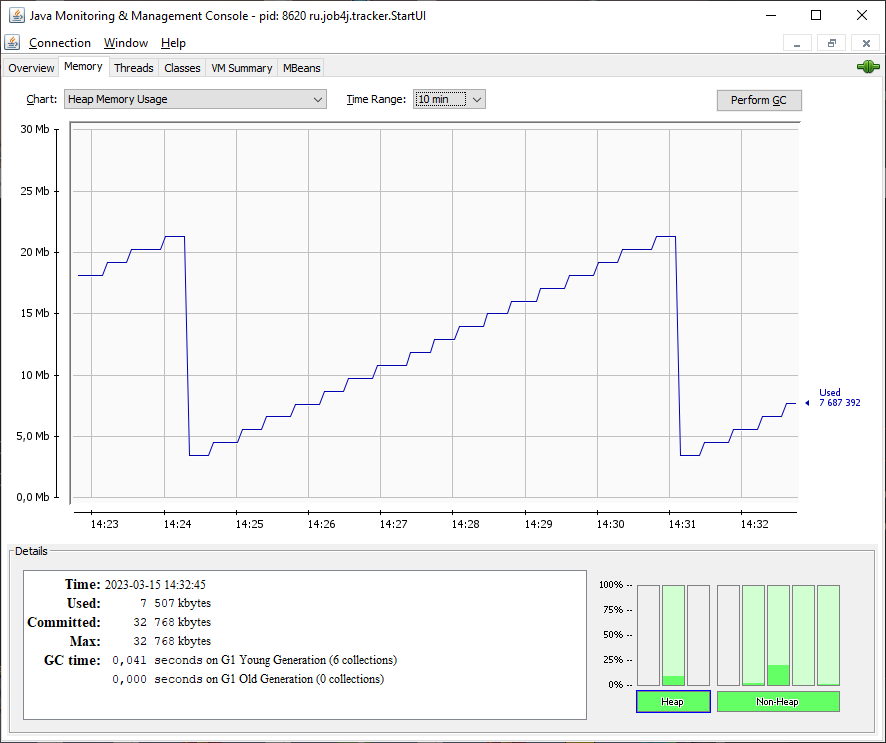 Java Monitoring & Management Console - pid: 8620 ru.job4j.tracker.StartUI
Connection Window Help
Overview Memory Threads Classes VM Summary MBeans
Chart: Heap Memory Usage Time Range: 10 min Perform GC
30 Mb
25 Mb
20 Mb
15 Mb
10 Mb
Used
7 687 392
5,0 Mb
0,0 Mb
14:23 14:24 14:25 14:26 14:27 14:28 14:29 14:30 14:31 14:32
Details
Time: 2023-03-15 14:32:45
Used: 7 507 kbytes
Committed: 32 768 kbytes
Max: 32 768 kbytes
GC time: 0,041 seconds on G1 Young Generation (6 collections)
0,000 seconds on G1 Old Generation (0 collections)
100% --
75% --
50% --
25% --
0% --
Heap Non-Heap